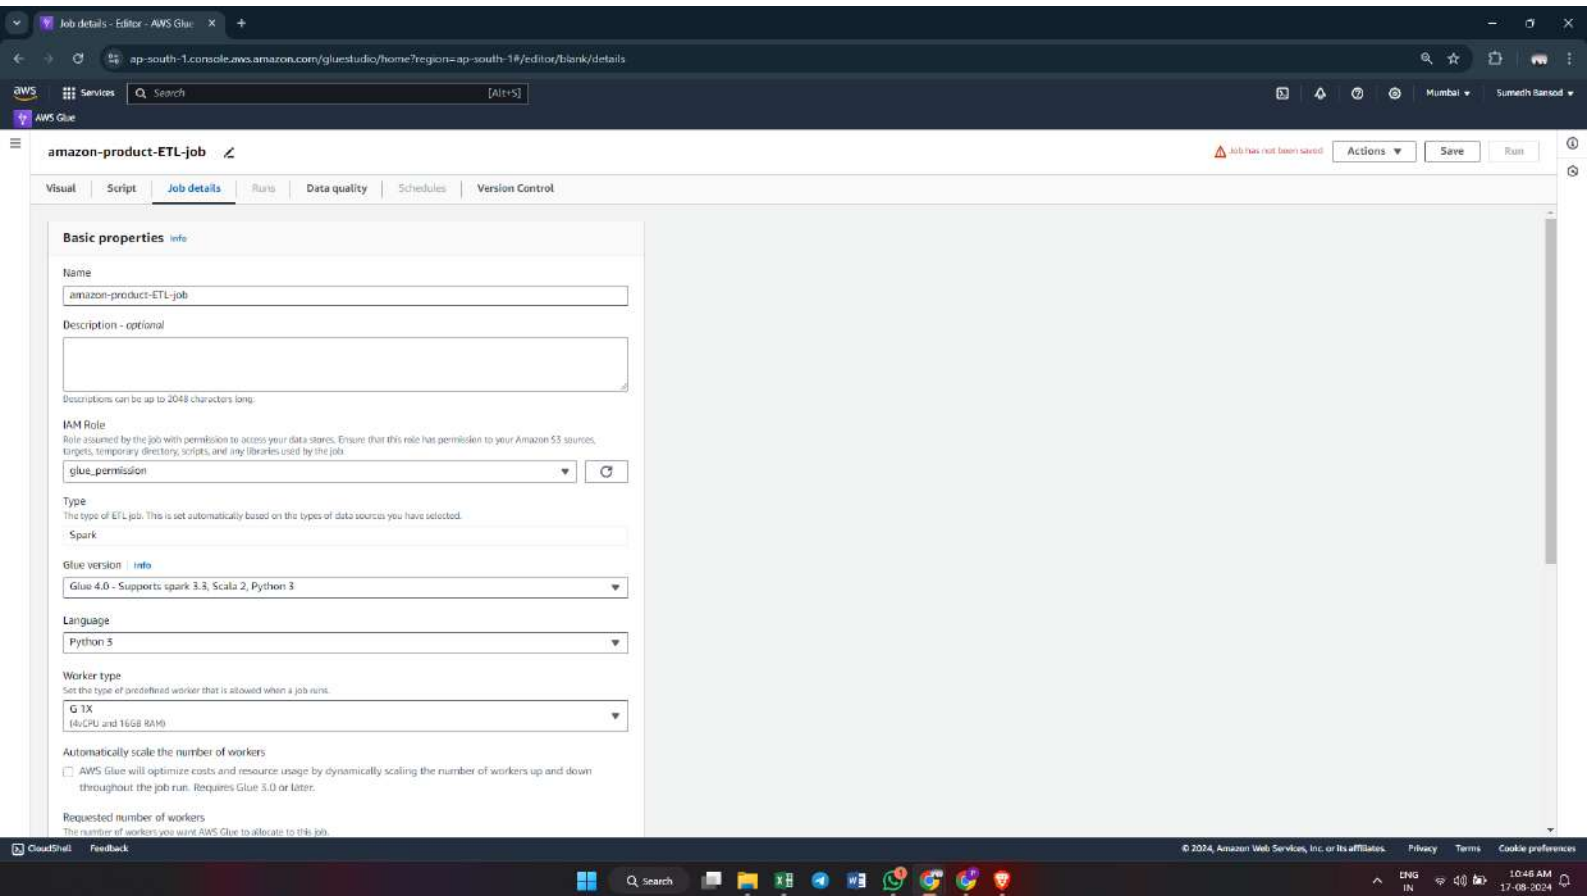 Job details - Editor - AWS Glue
ap-south-1.console.aws.amazon.com/gluestudio/home?region=ap-south-1#/editor/blank/details
aws
Services
Search
[Alt+S]
Mumbai
Sumedh Bansod
AWS Glue
amazon-product-ETL-job
Job has not been saved
Actions
Save
Run
Visual
Script
Job details
Runs
Data quality
Schedules
Version Control
Basic properties Info
Name
amazon-product-ETL-job
Description - optional
Descriptions can be up to 2048 characters long.
IAM Role
Role assumed by the job with permission to access your data stores. Ensure that this role has permission to your Amazon S3 sources,
targets, temporary directory, scripts, and any libraries used by the job.
glue_permission
Type
The type of ETL job. This is set automatically based on the types of data sources you have selected.
Spark
Glue version Info
Glue 4.0 - Supports spark 3.3, Scala 2, Python 3
Language
Python 3
Worker type
Set the type of predefined worker that is allowed when a job runs.
G 1X
(4vCPU and 16GB RAM)
Automatically scale the number of workers
AWS Glue will optimize costs and resource usage by dynamically scaling the number of workers up and down
throughout the job run. Requires Glue 3.0 or later.
Requested number of workers
The number of workers you want AWS Glue to allocate to this job.
CloudShell
Feedback
© 2024, Amazon Web Services, Inc. or its affiliates.
Privacy
Terms
Cookie preferences
Search
ENG
IN
10:46 AM
17-08-2024